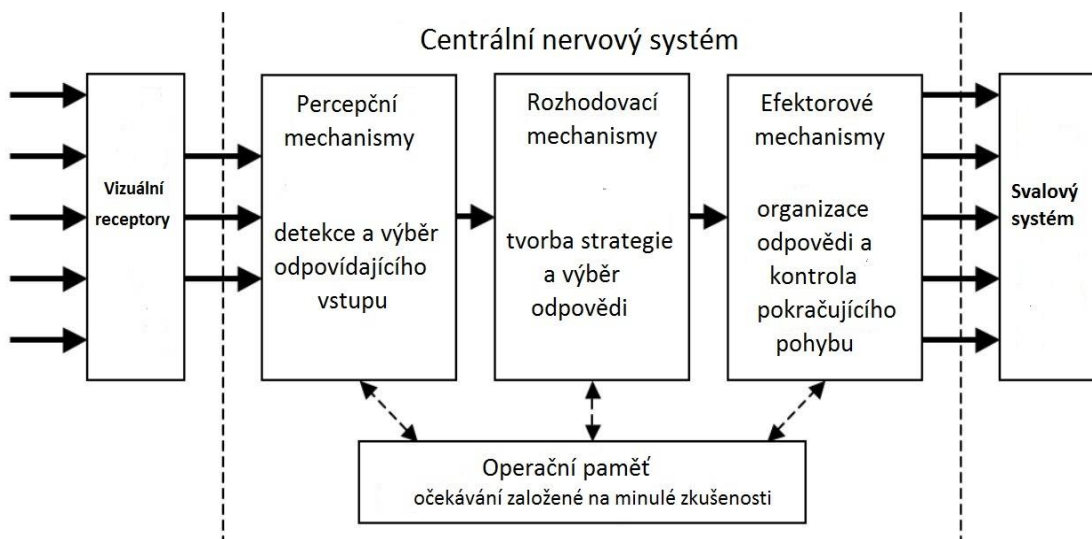 Centrální nervový systém
Vizuální
receptory
Percepční
mechanismy
detekce a výběr
odpovídajícího
vstupu
Rozhodovací
mechanismy
tvorba strategie
a výběr
odpovědi
Efektorové
mechanismy
organizace
odpovědi a
kontrola
pokračujícího
pohybu
Svalový
systém
Operační paměť
očekávání založené na minulé zkušenosti